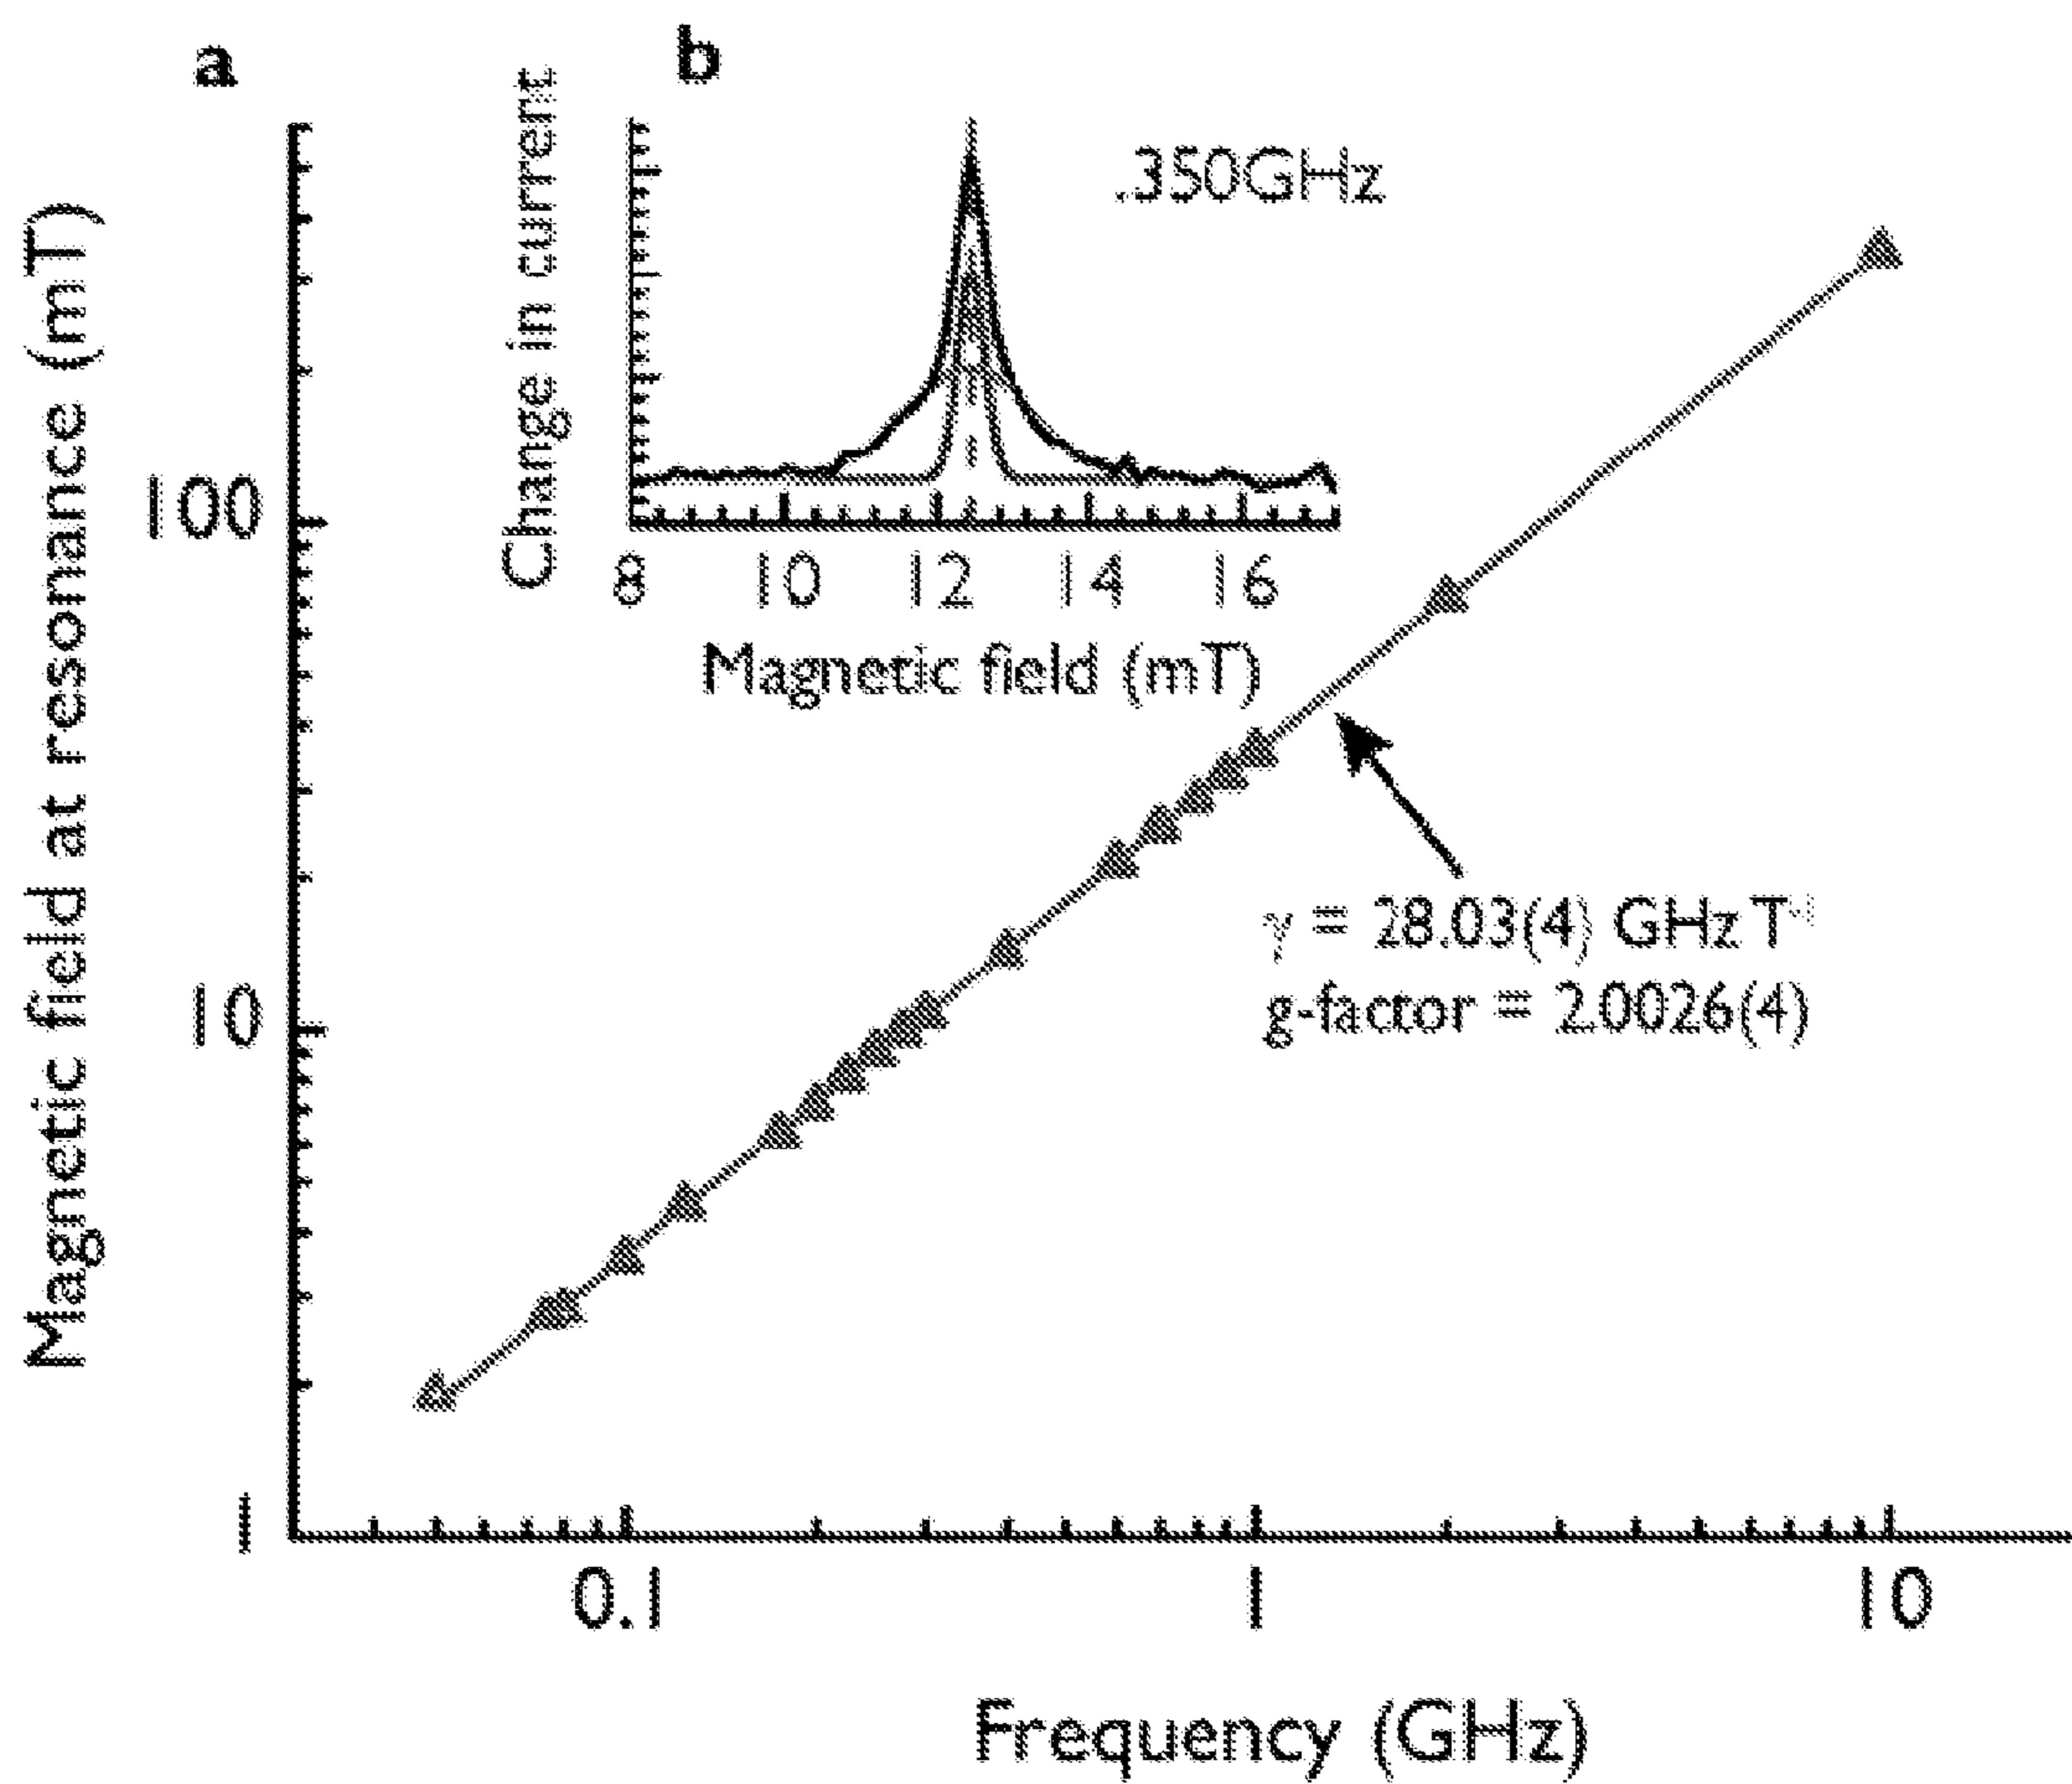 a
b
Magnetic field at resonance (mT)
100
10
1
Change in current
.350GHz
8 10 12 14 16
Magnetic field (mT)
γ = 28.03(4) GHz T⁻¹
g-factor = 2.0026(4)
0.1 1 10
Frequency (GHz)